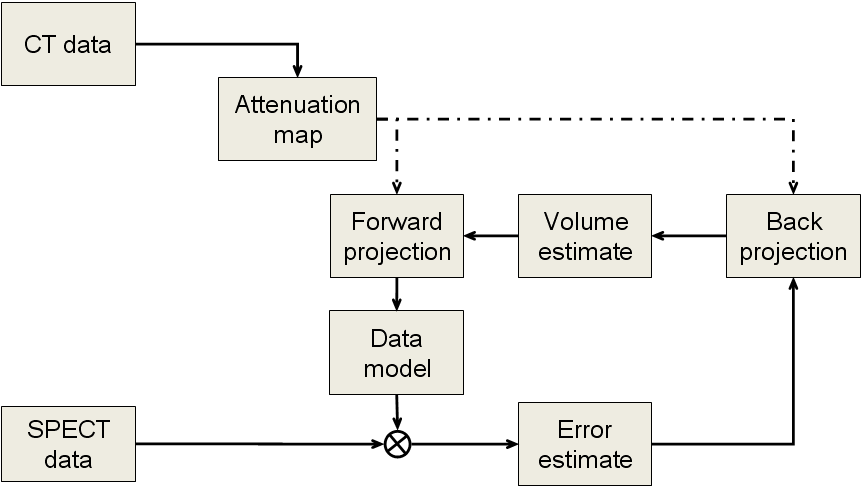 CT data
Attenuation
map
Forward
projection
Volume
estimate
Back
projection
Data
model
SPECT
data
Error
estimate